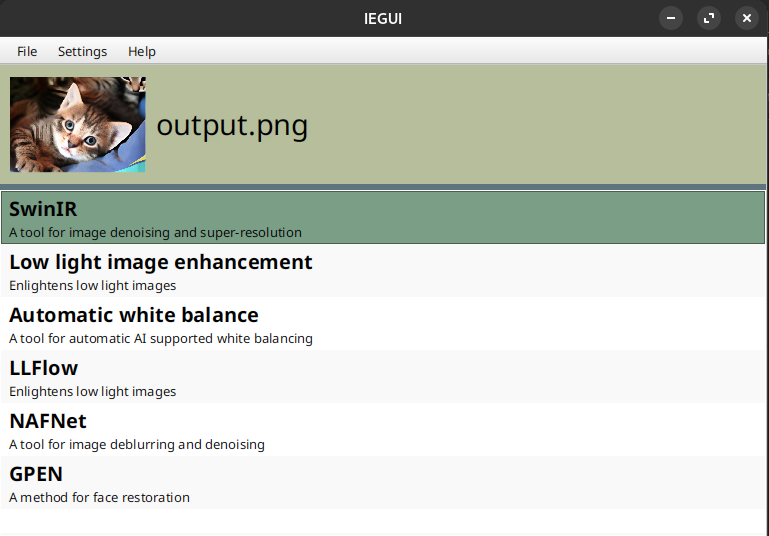 IEGUI
File Settings Help
output.png
SwinIR
A tool for image denoising and super-resolution
Low light image enhancement
Enlightens low light images
Automatic white balance
A tool for automatic AI supported white balancing
LLFlow
Enlightens low light images
NAFNet
A tool for image deblurring and denoising
GPEN
A method for face restoration